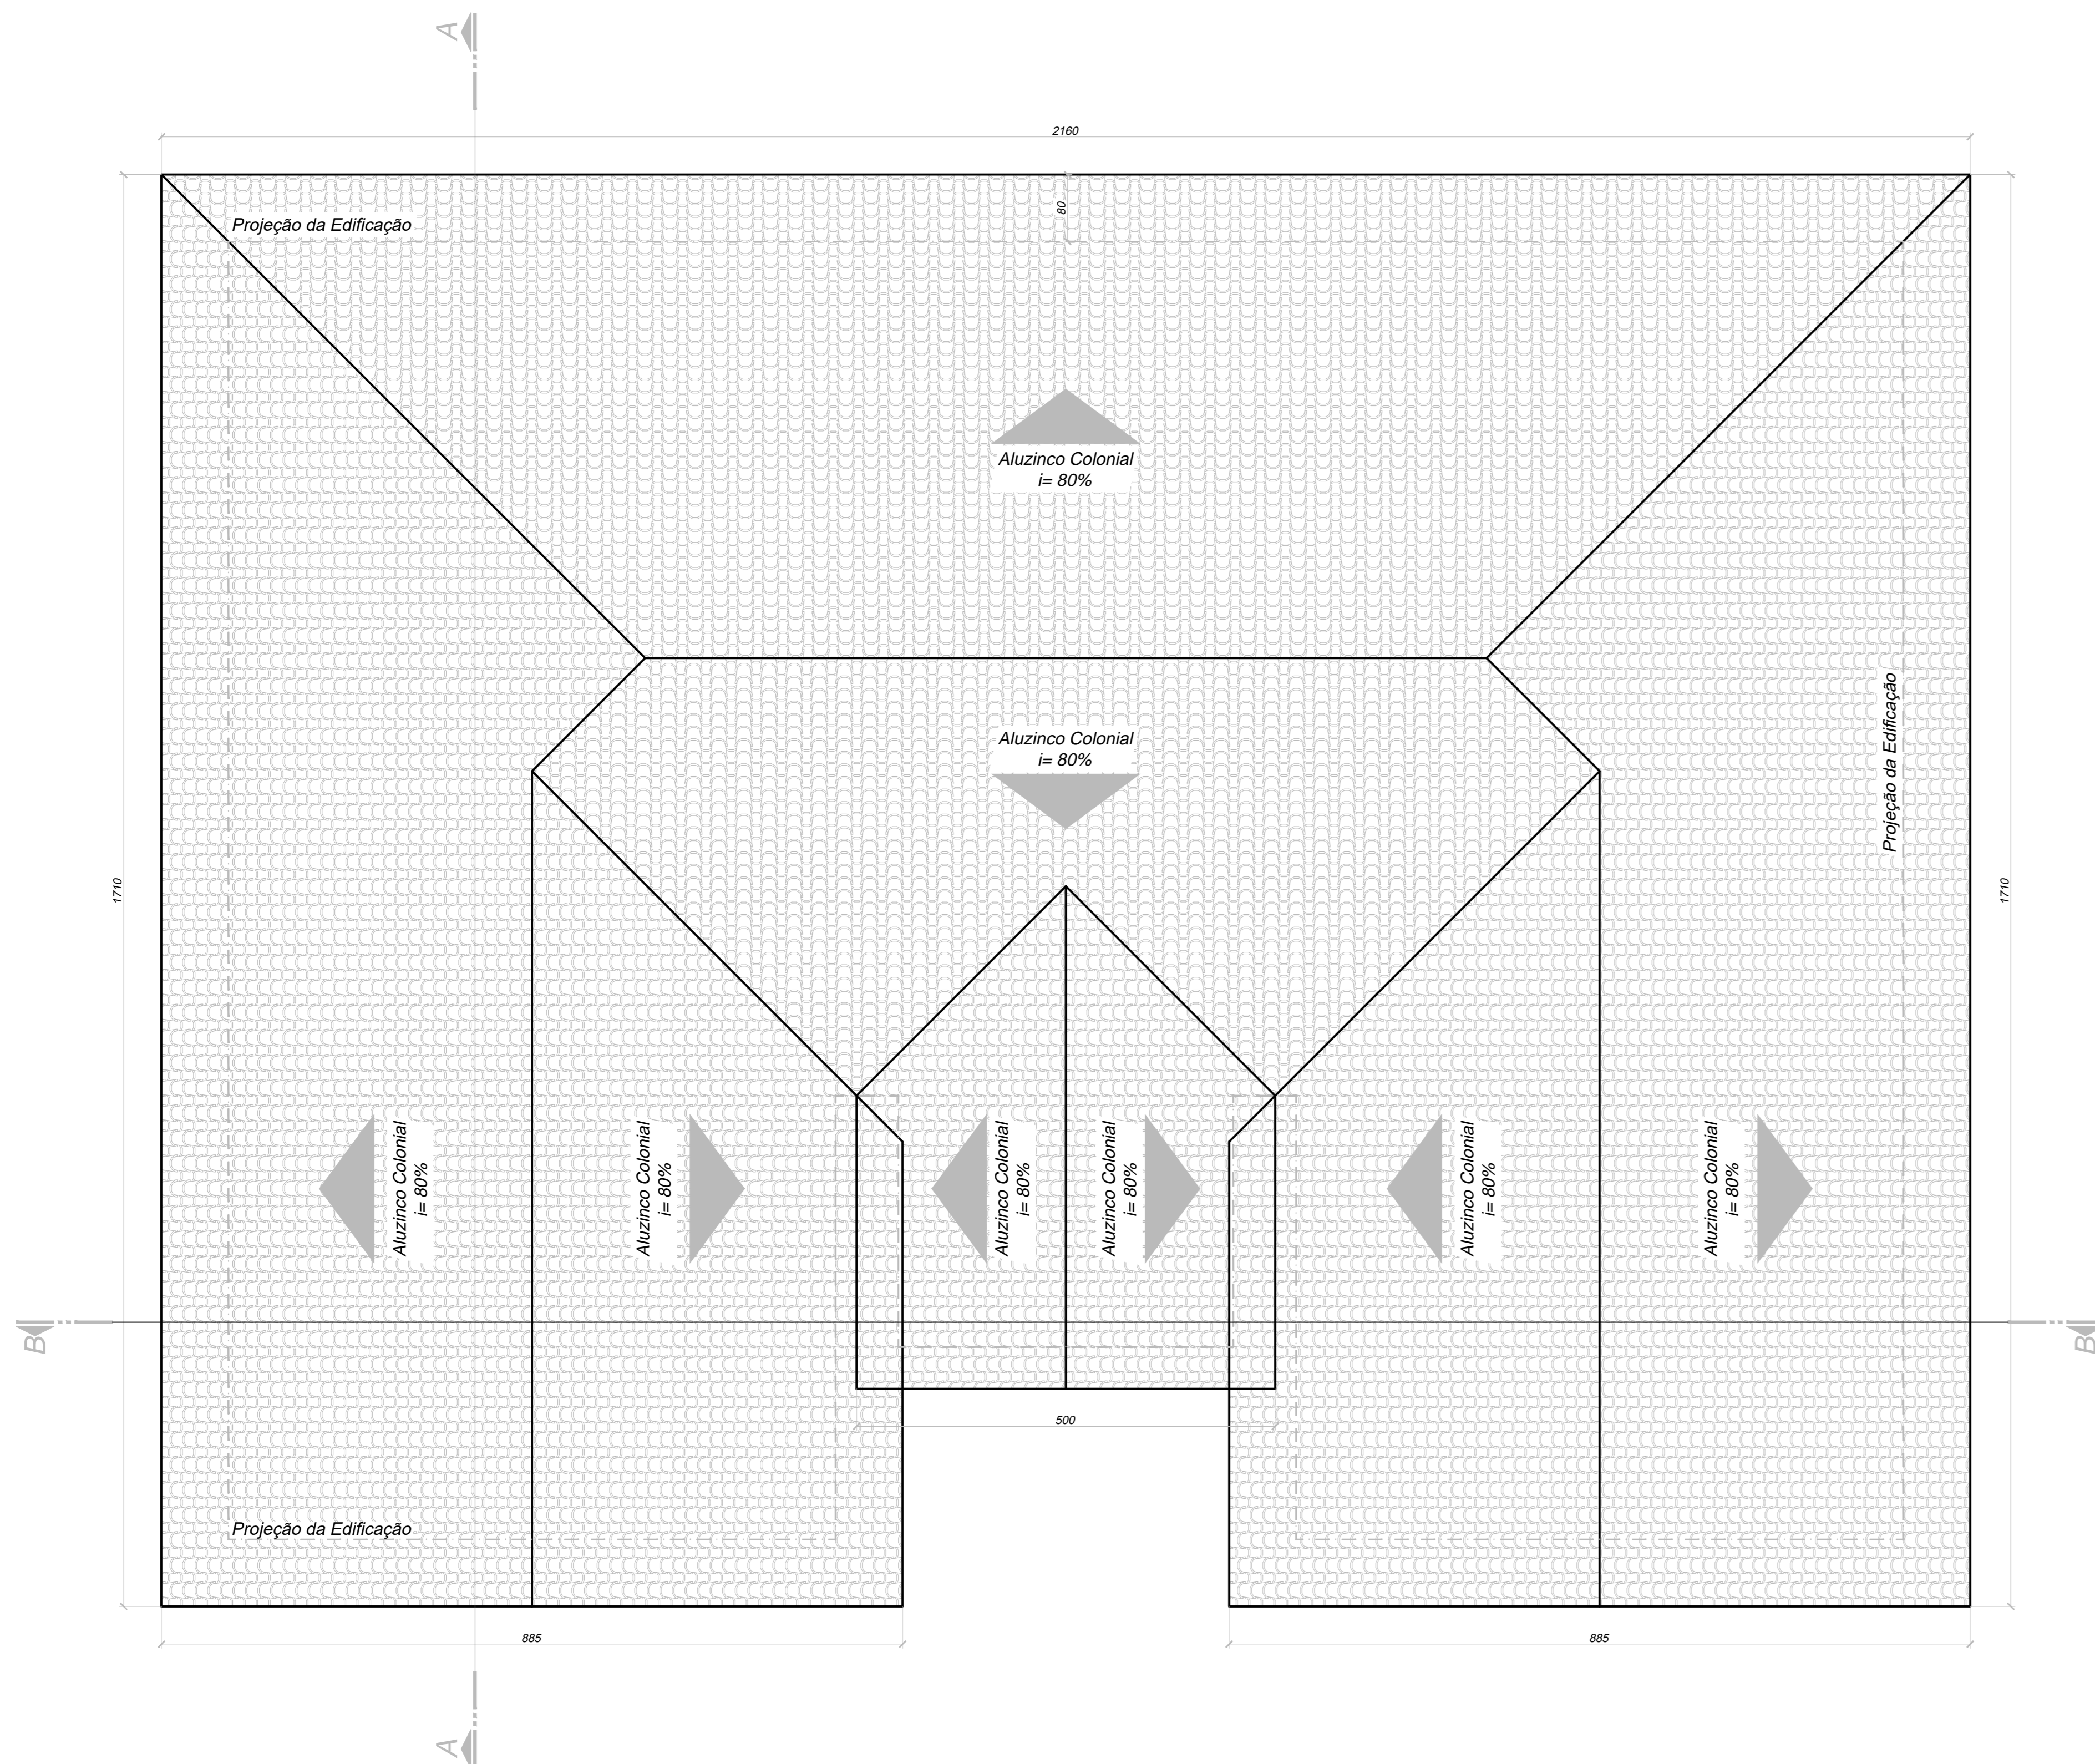 A
2160
80
Projeção da Edificação
Aluzinco Colonial
i= 80%
Aluzinco Colonial
i= 80%
Projeção da Edificação
1710
1710
Aluzinco Colonial
i= 80%
Aluzinco Colonial
i= 80%
Aluzinco Colonial
i= 80%
Aluzinco Colonial
i= 80%
Aluzinco Colonial
i= 80%
Aluzinco Colonial
i= 80%
B
B
500
Projeção da Edificação
885
885
A